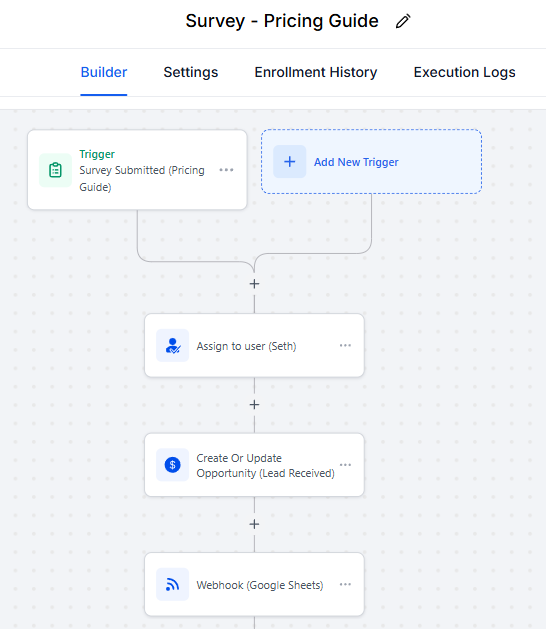 Survey - Pricing Guide
Builder
Settings
Enrollment History
Execution Logs
Trigger
Survey Submitted (Pricing
Guide)
Add New Trigger
Assign to user (Seth)
Create Or Update
Opportunity (Lead Received)
Webhook (Google Sheets)